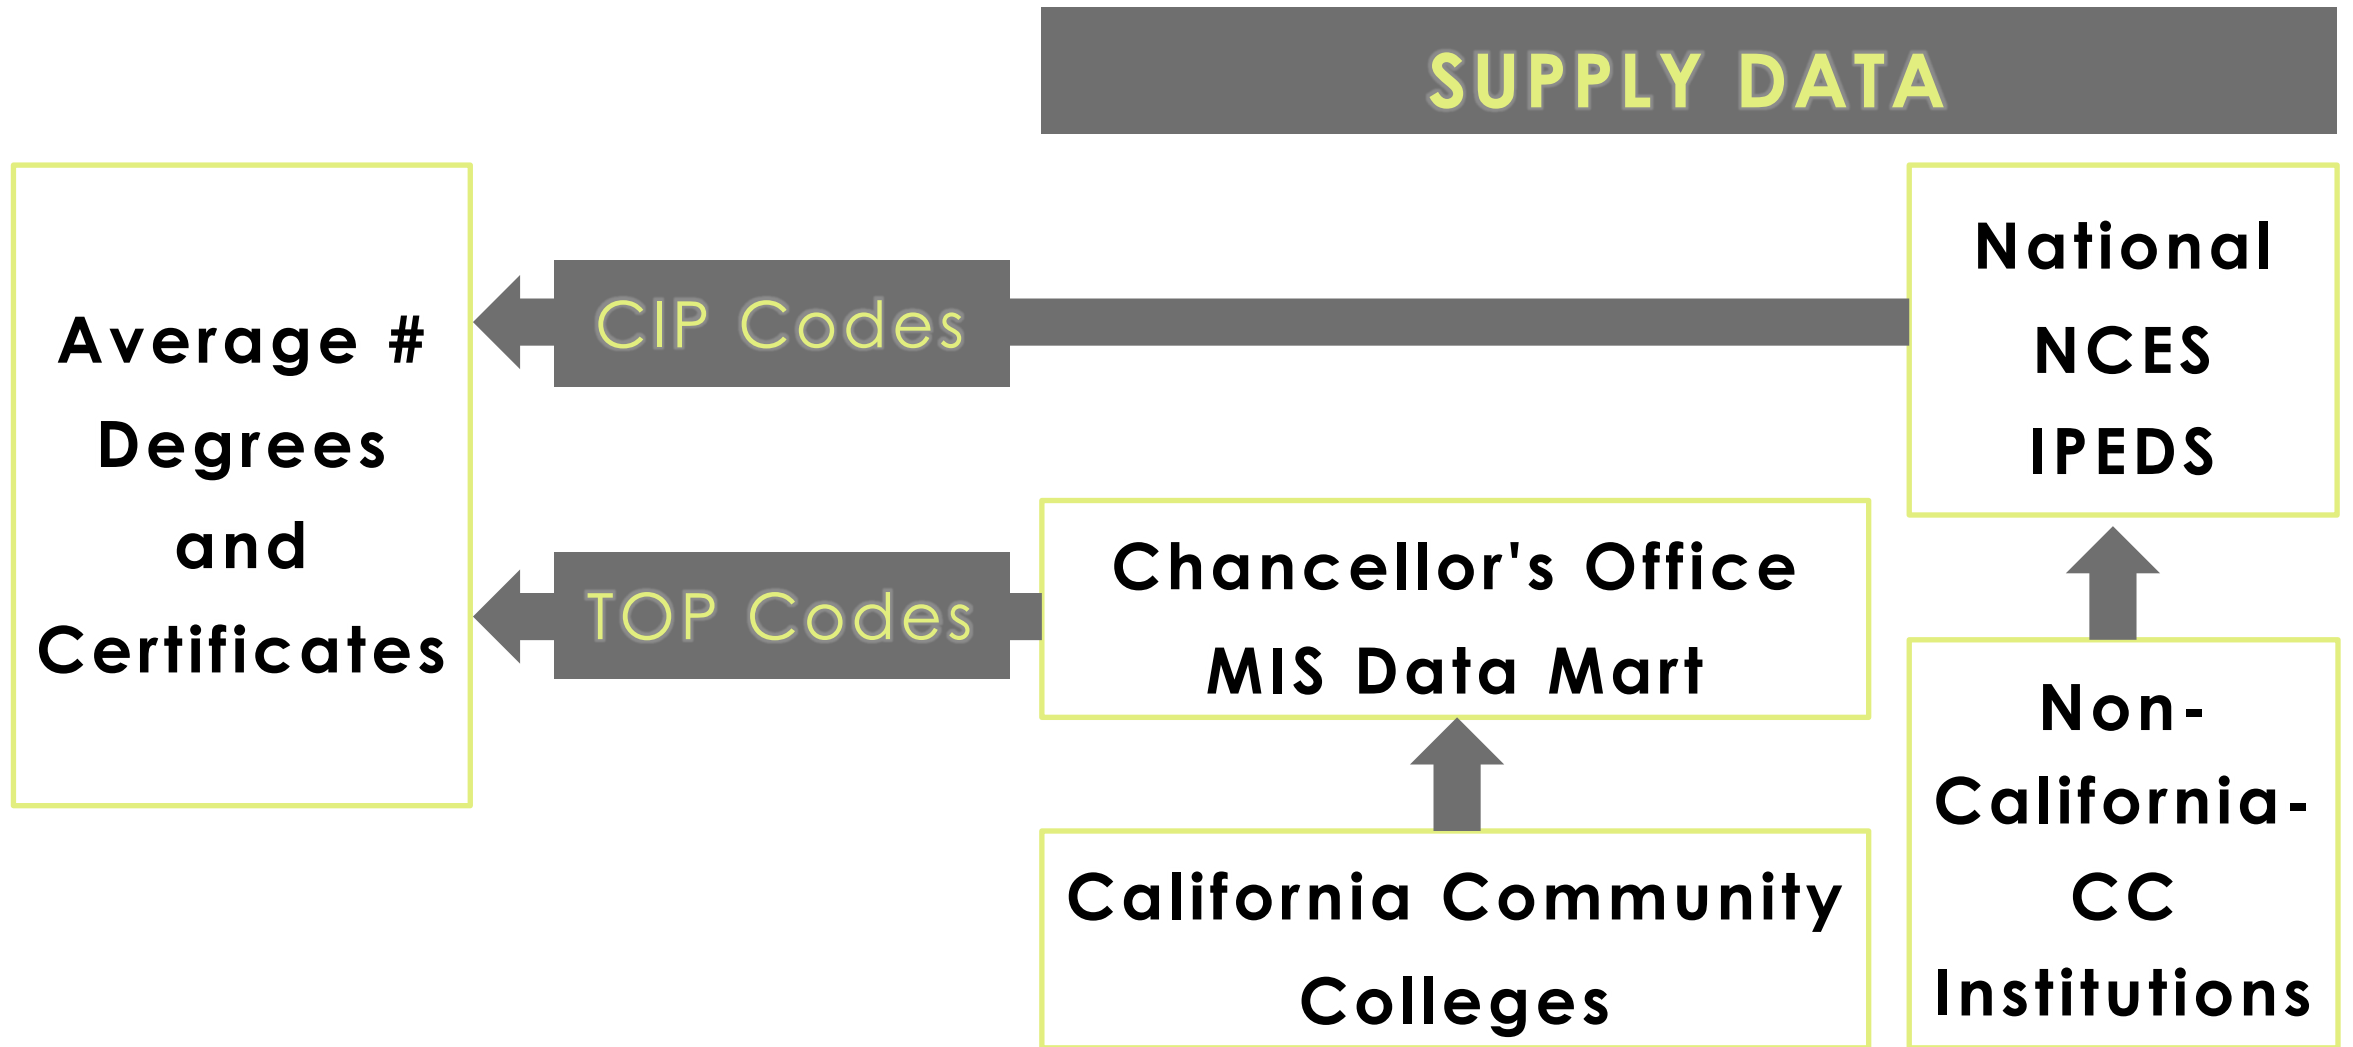 SUPPLY DATA
Average #
Degrees
and
Certificates
CIP Codes
TOP Codes
National
NCES
IPEDS
Chancellor's Office
MIS Data Mart
California Community
Colleges
Non-
California-
CC
Institutions